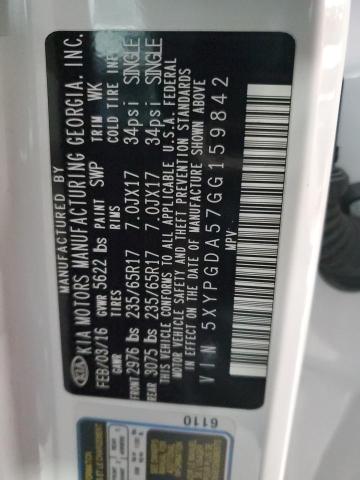 MANUFACTURED BY
KIA MOTORS MANUFACTURING GEORGIA, INC.
FEB/03/16 GVWR 5622 lbs PAINT SWP TRIM WK
GAWR TIRES RIMS COLD TIRE INF
FRONT 2976 lbs 235/65R17 7.0JX17 34psi SINGLE
REAR 3075 lbs 235/65R17 7.0JX17 34psi SINGLE
THIS VEHICLE CONFORMS TO ALL APPLICABLE U.S.A. FEDERAL
MOTOR VEHICLE SAFETY AND THEFT PREVENTION STANDARDS
IN EFFECT ON THE DATE OF MANUFACTURE SHOWN ABOVE
MPV
VIN 5XYPGDA57GG159842
KIA
6110